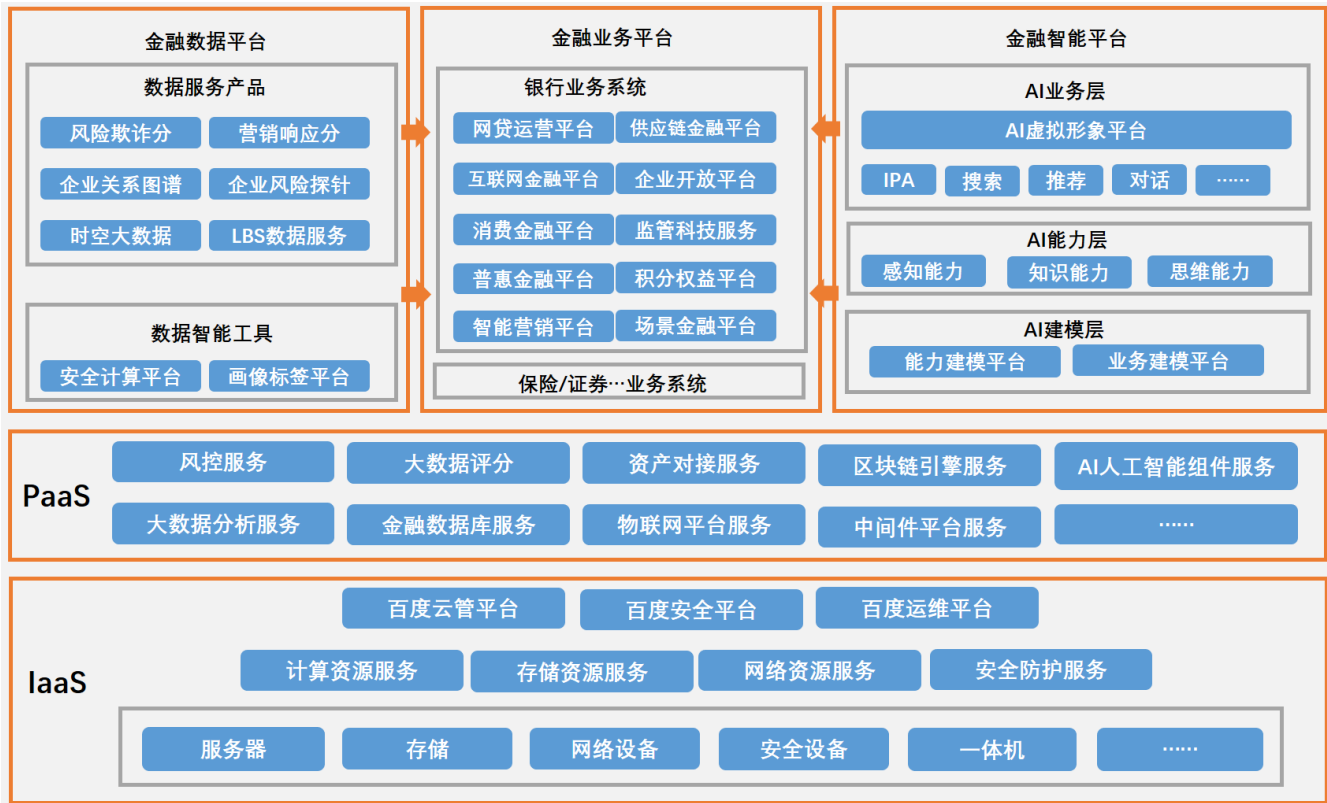 金融数据平台
数据服务产品
风险欺诈分
营销响应分
企业关系图谱
企业风险探针
时空大数据
LBS数据服务
数据智能工具
安全计算平台
画像标签平台
金融业务平台
银行业务系统
网贷运营平台
供应链金融平台
互联网金融平台
企业开放平台
消费金融平台
监管科技服务
普惠金融平台
积分权益平台
智能营销平台
场景金融平台
保险/证券…业务系统
金融智能平台
AI业务层
AI虚拟形象平台
IPA
搜索
推荐
对话
……
AI能力层
感知能力
知识能力
思维能力
AI建模层
能力建模平台
业务建模平台
PaaS
风控服务
大数据评分
资产对接服务
区块链引擎服务
AI人工智能组件服务
大数据分析服务
金融数据库服务
物联网平台服务
中间件平台服务
……
IaaS
百度云管平台
百度安全平台
百度运维平台
计算资源服务
存储资源服务
网络资源服务
安全防护服务
服务器
存储
网络设备
安全设备
一体机
……